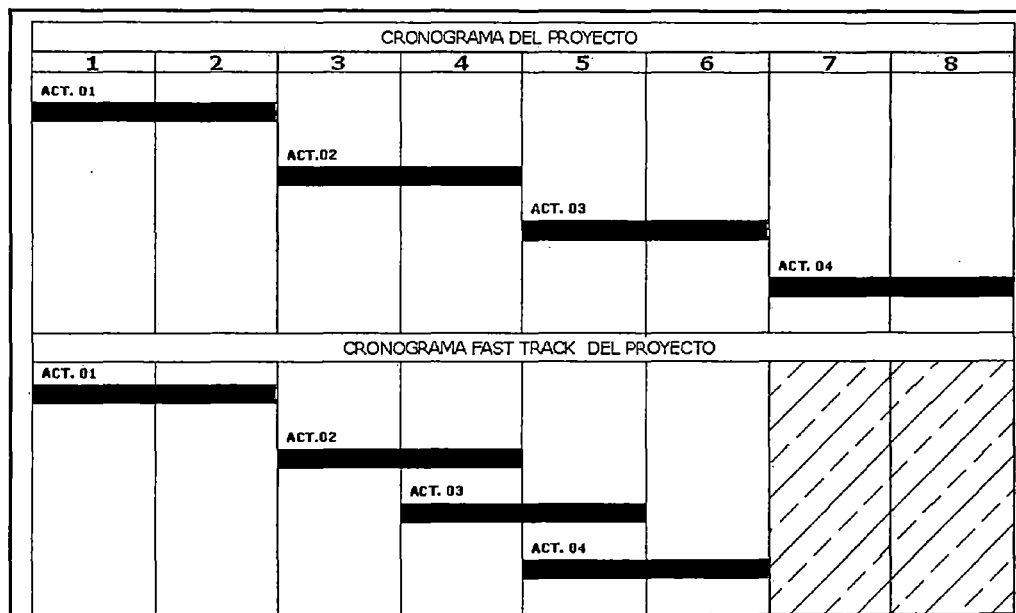 CRONOGRAMA DEL PROYECTO
1 2 3 4 5 6 7 8
ACT. 01
ACT.02
ACT. 03
ACT. 04
CRONOGRAMA FAST TRACK DEL PROYECTO
ACT. 01
ACT.02
ACT. 03
ACT. 04